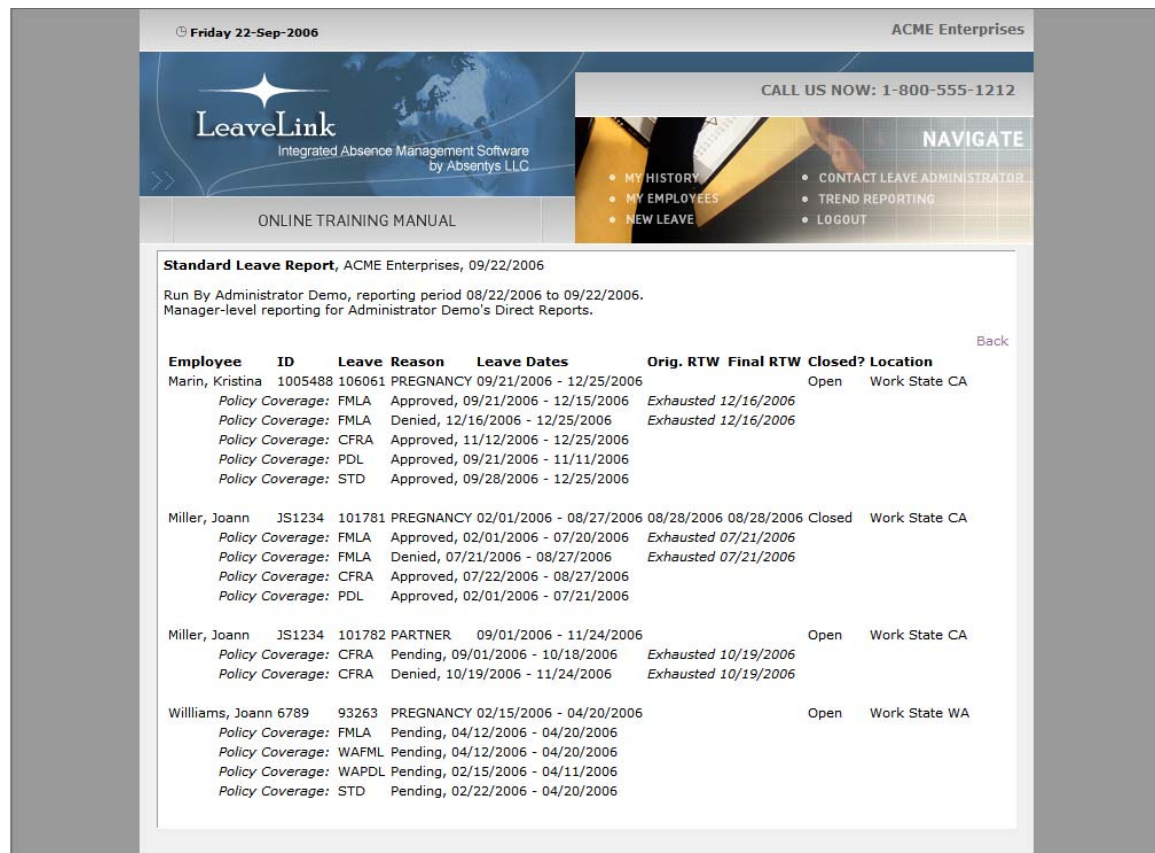 Friday 22-Sep-2006
ACME Enterprises
CALL US NOW: 1-800-555-1212
LeaveLink
Integrated Absence Management Software
by Absentys LLC
NAVIGATE
MY HISTORY
MY EMPLOYEES
NEW LEAVE
CONTACT LEAVE ADMINISTRATOR
TREND REPORTING
LOGOUT
ONLINE TRAINING MANUAL
Standard Leave Report, ACME Enterprises, 09/22/2006
Run By Administrator Demo, reporting period 08/22/2006 to 09/22/2006.
Manager-level reporting for Administrator Demo's Direct Reports.
Back
Employee ID Leave Reason Leave Dates Orig. RTW Final RTW Closed? Location
Marin, Kristina 1005488 106061 PREGNANCY 09/21/2006 - 12/25/2006 Open Work State CA
Policy Coverage: FMLA Approved, 09/21/2006 - 12/15/2006 Exhausted 12/16/2006
Policy Coverage: FMLA Denied, 12/16/2006 - 12/25/2006 Exhausted 12/16/2006
Policy Coverage: CFRA Approved, 11/12/2006 - 12/25/2006
Policy Coverage: PDL Approved, 09/21/2006 - 11/11/2006
Policy Coverage: STD Approved, 09/28/2006 - 12/25/2006
Miller, Joann JS1234 101781 PREGNANCY 02/01/2006 - 08/27/2006 08/28/2006 08/28/2006 Closed Work State CA
Policy Coverage: FMLA Approved, 02/01/2006 - 07/20/2006 Exhausted 07/21/2006
Policy Coverage: FMLA Denied, 07/21/2006 - 08/27/2006 Exhausted 07/21/2006
Policy Coverage: CFRA Approved, 07/22/2006 - 08/27/2006
Policy Coverage: PDL Approved, 02/01/2006 - 07/21/2006
Miller, Joann JS1234 101782 PARTNER 09/01/2006 - 11/24/2006 Open Work State CA
Policy Coverage: CFRA Pending, 09/01/2006 - 10/18/2006 Exhausted 10/19/2006
Policy Coverage: CFRA Denied, 10/19/2006 - 11/24/2006 Exhausted 10/19/2006
Willliams, Joann 6789 93263 PREGNANCY 02/15/2006 - 04/20/2006 Open Work State WA
Policy Coverage: FMLA Pending, 04/12/2006 - 04/20/2006
Policy Coverage: WAFML Pending, 04/12/2006 - 04/20/2006
Policy Coverage: WAPDL Pending, 02/15/2006 - 04/11/2006
Policy Coverage: STD Pending, 02/22/2006 - 04/20/2006